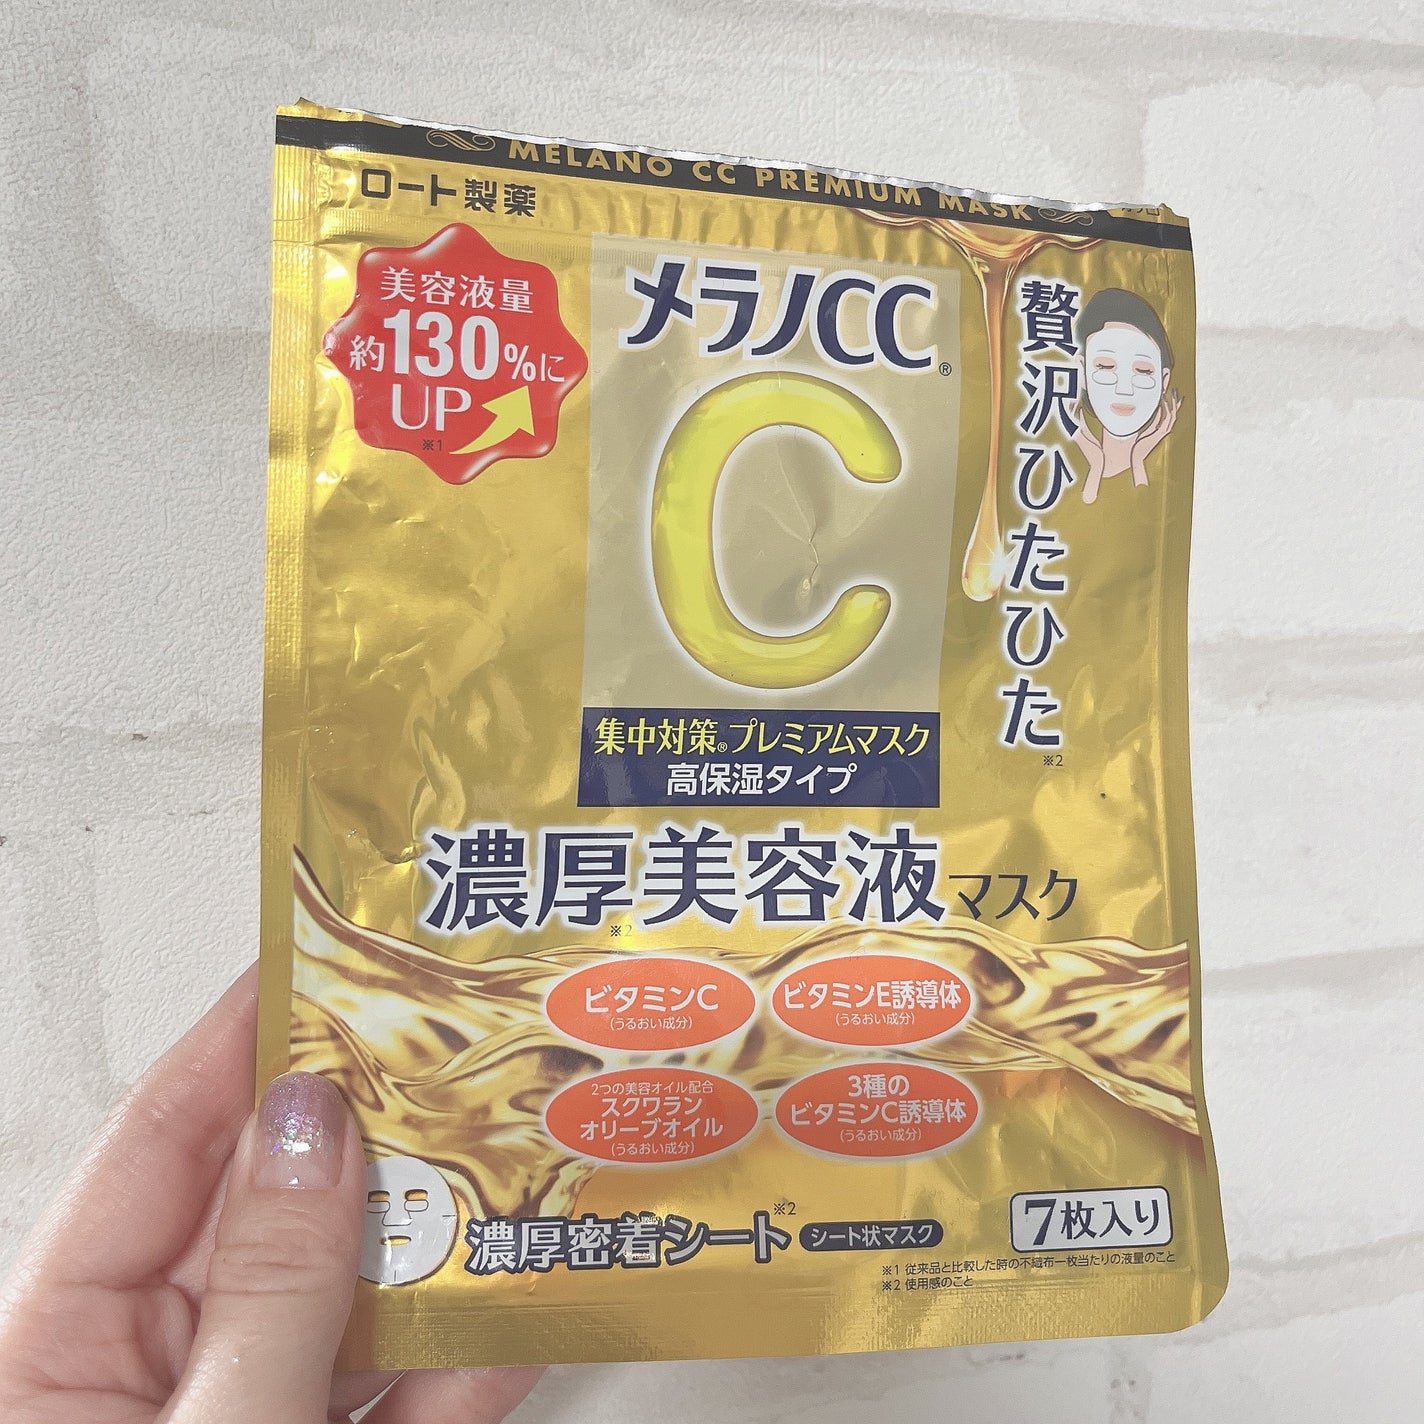 MELANO CC PREMIUM MASK
ロート製薬
美容液量
約130%に
UP
※1
メラノCC®
C
贅沢ひたひた
※2
集中対策®プレミアムマスク
高保湿タイプ
濃厚美容液マスク
※2
ビタミンC
(うるおい成分)
ビタミンE誘導体
(うるおい成分)
2つの美容オイル配合
スクワラン
オリーブオイル
(うるおい成分)
3種の
ビタミンC誘導体
(うるおい成分)
濃厚密着シート※2
シート状マスク
7枚入り
※1 従来品と比較した時の不織布一枚当たりの液量のこと
※2 使用感のこと